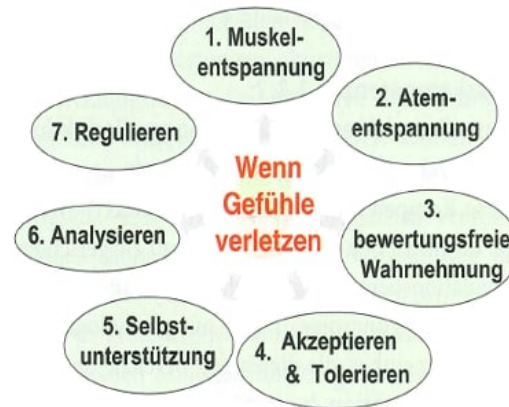 1. Muskel-
entspannung
2. Atem-
entspannung
3.
bewertungsfreie
Wahrnehmung
4. Akzeptieren
& Tolerieren
5. Selbst-
unterstützung
6. Analysieren
7. Regulieren
Wenn
Gefühle
verletzen